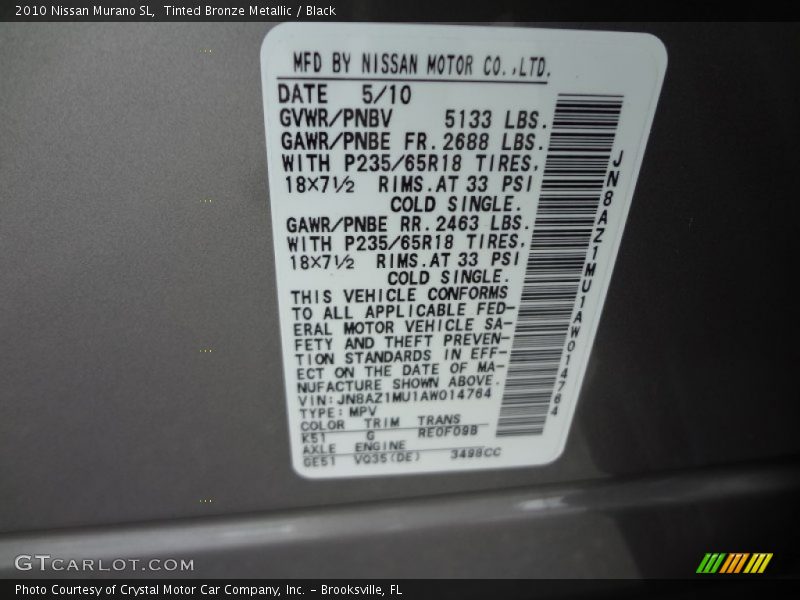 2010 Nissan Murano SL,  Tinted Bronze Metallic / Black
MFD BY NISSAN MOTOR CO.,LTD.
DATE 5/10
GVWR/PNBV 5133 LBS.
GAWR/PNBE FR. 2688 LBS.
WITH P235/65R18 TIRES,
18×7½ RIMS. AT 33 PSI
COLD SINGLE.
GAWR/PNBE RR. 2463 LBS.
WITH P235/65R18 TIRES,
18×7½ RIMS. AT 33 PSI
COLD SINGLE.
THIS VEHICLE CONFORMS
TO ALL APPLICABLE FED-
ERAL MOTOR VEHICLE SA-
FETY AND THEFT PREVEN-
TION STANDARDS IN EFF-
ECT ON THE DATE OF MA-
NUFACTURE SHOWN ABOVE.
VIN: JN8AZ1MU1AW014764
TYPE: MPV
COLOR TRIM TRANS
K51 G RE0F09B
AXLE ENGINE
GE51 VQ35(DE) 3498CC
JN8AZ1MU1AW014764
GTCARLOT.COM
Photo Courtesy of Crystal Motor Car Company, Inc. – Brooksville, FL